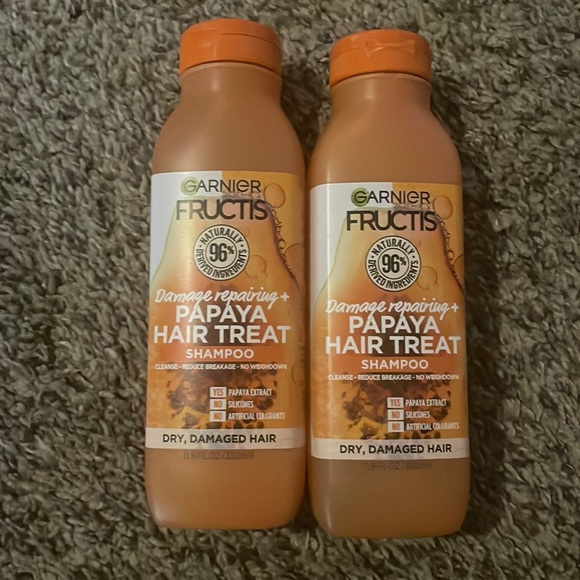 GARNIER
FRUCTIS
NATURALLY
96%
DERIVED INGREDIENTS
Damage repairing +
PAPAYA
HAIR TREAT
SHAMPOO
CLEANSE • REDUCE BREAKAGE • NO WEIGHDOWN
YES PAPAYA EXTRACT
NO SILICONES
NO ARTIFICIAL COLORANTS
DRY, DAMAGED HAIR
GARNIER
FRUCTIS
NATURALLY
96%
DERIVED INGREDIENTS
Damage repairing +
PAPAYA
HAIR TREAT
SHAMPOO
CLEANSE • REDUCE BREAKAGE • NO WEIGHDOWN
YES PAPAYA EXTRACT
NO SILICONES
NO ARTIFICIAL COLORANTS
DRY, DAMAGED HAIR